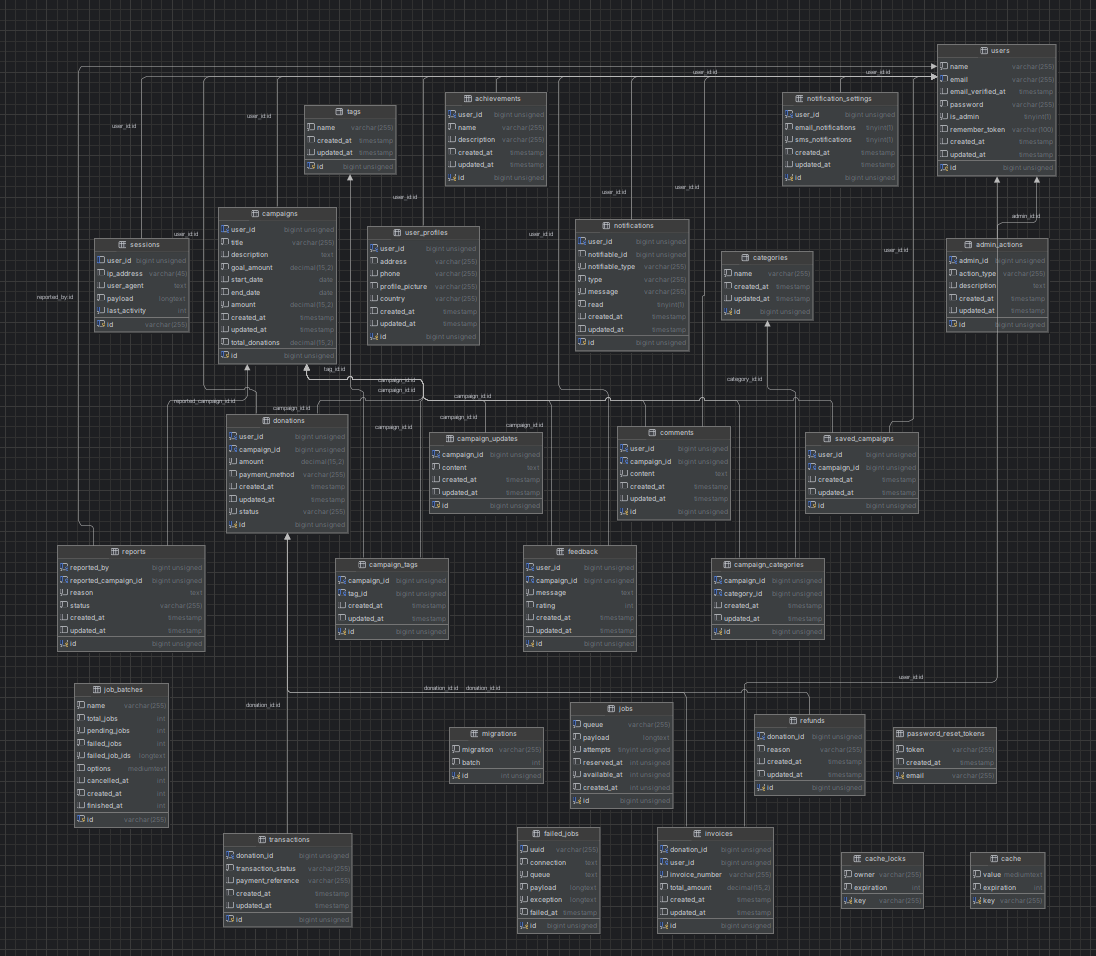 users
name varchar(255)
email varchar(255)
email_verified_at timestamp
password varchar(255)
is_admin tinyint(1)
remember_token varchar(100)
created_at timestamp
updated_at timestamp
id bigint unsigned
user_id:id
user_id:id
tags
name varchar(255)
created_at timestamp
updated_at timestamp
id bigint unsigned
achievements
user_id bigint unsigned
name varchar(255)
description varchar(255)
created_at timestamp
updated_at timestamp
id bigint unsigned
notification_settings
user_id bigint unsigned
email_notifications tinyint(1)
sms_notifications tinyint(1)
created_at timestamp
updated_at timestamp
id bigint unsigned
user_id:id
user_id:id
user_id:id
user_id:id
user_id:id
user_id:id
user_id:id
user_id:id
admin_id:id
reported_by:id
sessions
user_id bigint unsigned
ip_address varchar(45)
user_agent text
payload longtext
last_activity int
id varchar(255)
campaigns
user_id bigint unsigned
title varchar(255)
description text
goal_amount decimal(15,2)
start_date date
end_date date
amount decimal(15,2)
created_at timestamp
updated_at timestamp
total_donations decimal(15,2)
id bigint unsigned
user_profiles
user_id bigint unsigned
address varchar(255)
phone varchar(255)
profile_picture varchar(255)
country varchar(255)
created_at timestamp
updated_at timestamp
id bigint unsigned
notifications
user_id bigint unsigned
notifiable_id bigint unsigned
notifiable_type varchar(255)
type varchar(255)
message varchar(255)
read tinyint(1)
created_at timestamp
updated_at timestamp
id bigint unsigned
categories
name varchar(255)
created_at timestamp
updated_at timestamp
id bigint unsigned
admin_actions
admin_id bigint unsigned
action_type varchar(255)
description text
created_at timestamp
updated_at timestamp
id bigint unsigned
tag_id:id
campaign_id:id
campaign_id:id
campaign_id:id
category_id:id
reported_campaign_id:id
campaign_id:id
campaign_id:id
campaign_id:id
campaign_id:id
donations
user_id bigint unsigned
campaign_id bigint unsigned
amount decimal(15,2)
payment_method varchar(255)
created_at timestamp
updated_at timestamp
status varchar(255)
id bigint unsigned
campaign_updates
campaign_id bigint unsigned
content text
created_at timestamp
updated_at timestamp
id bigint unsigned
comments
user_id bigint unsigned
campaign_id bigint unsigned
content text
created_at timestamp
updated_at timestamp
id bigint unsigned
saved_campaigns
user_id bigint unsigned
campaign_id bigint unsigned
created_at timestamp
updated_at timestamp
id bigint unsigned
reports
reported_by bigint unsigned
reported_campaign_id bigint unsigned
reason text
status varchar(255)
created_at timestamp
updated_at timestamp
id bigint unsigned
campaign_tags
campaign_id bigint unsigned
tag_id bigint unsigned
created_at timestamp
updated_at timestamp
id bigint unsigned
feedback
user_id bigint unsigned
campaign_id bigint unsigned
message text
rating int
created_at timestamp
updated_at timestamp
id bigint unsigned
campaign_categories
campaign_id bigint unsigned
category_id bigint unsigned
created_at timestamp
updated_at timestamp
id bigint unsigned
user_id:id
donation_id:id
donation_id:id
donation_id:id
job_batches
name varchar(255)
total_jobs int
pending_jobs int
failed_jobs int
failed_job_ids longtext
options mediumtext
cancelled_at int
created_at int
finished_at int
id varchar(255)
migrations
migration varchar(255)
batch int
id int unsigned
jobs
queue varchar(255)
payload longtext
attempts tinyint unsigned
reserved_at int unsigned
available_at int unsigned
created_at int unsigned
id bigint unsigned
refunds
donation_id bigint unsigned
reason varchar(255)
created_at timestamp
updated_at timestamp
id bigint unsigned
password_reset_tokens
token varchar(255)
created_at timestamp
email varchar(255)
transactions
donation_id bigint unsigned
transaction_status varchar(255)
payment_reference varchar(255)
created_at timestamp
updated_at timestamp
id bigint unsigned
failed_jobs
uuid varchar(255)
connection text
queue text
payload longtext
exception longtext
failed_at timestamp
id bigint unsigned
invoices
donation_id bigint unsigned
user_id bigint unsigned
invoice_number varchar(255)
total_amount decimal(15,2)
created_at timestamp
updated_at timestamp
id bigint unsigned
cache_locks
owner varchar(255)
expiration int
key varchar(255)
cache
value mediumtext
expiration int
key varchar(255)